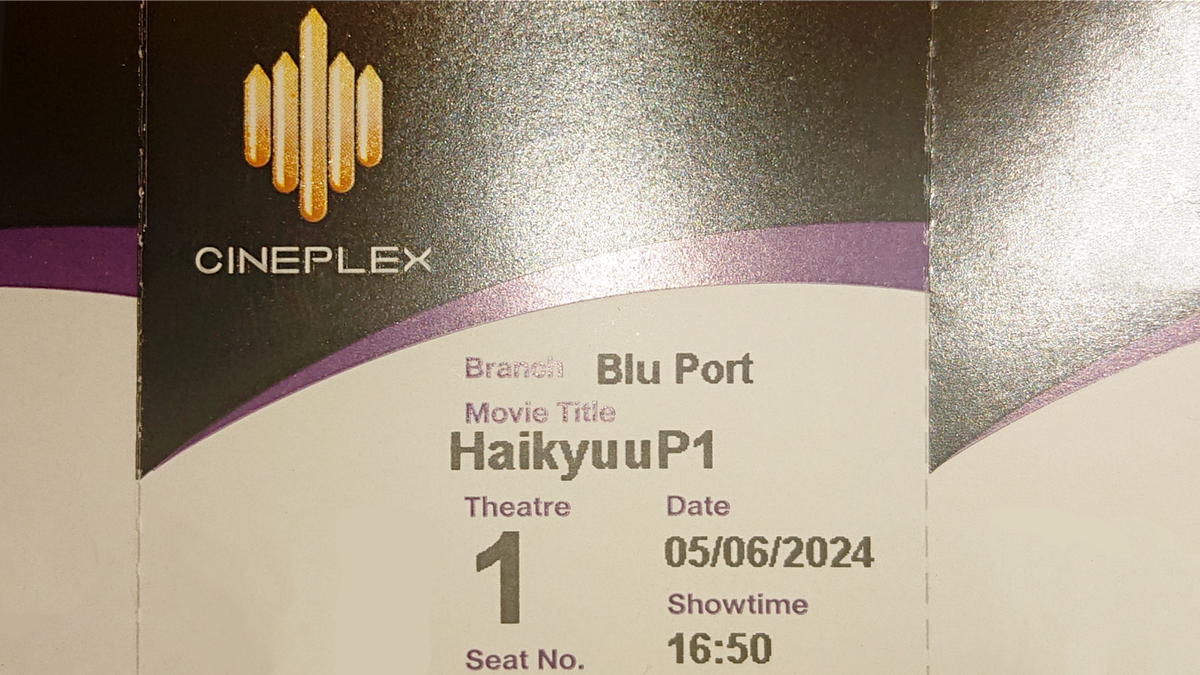 CINEPLEX
Branch Blu Port
Movie Title
HaikyuuP1
Theatre Date
1 05/06/2024
Showtime
16:50
Seat No.